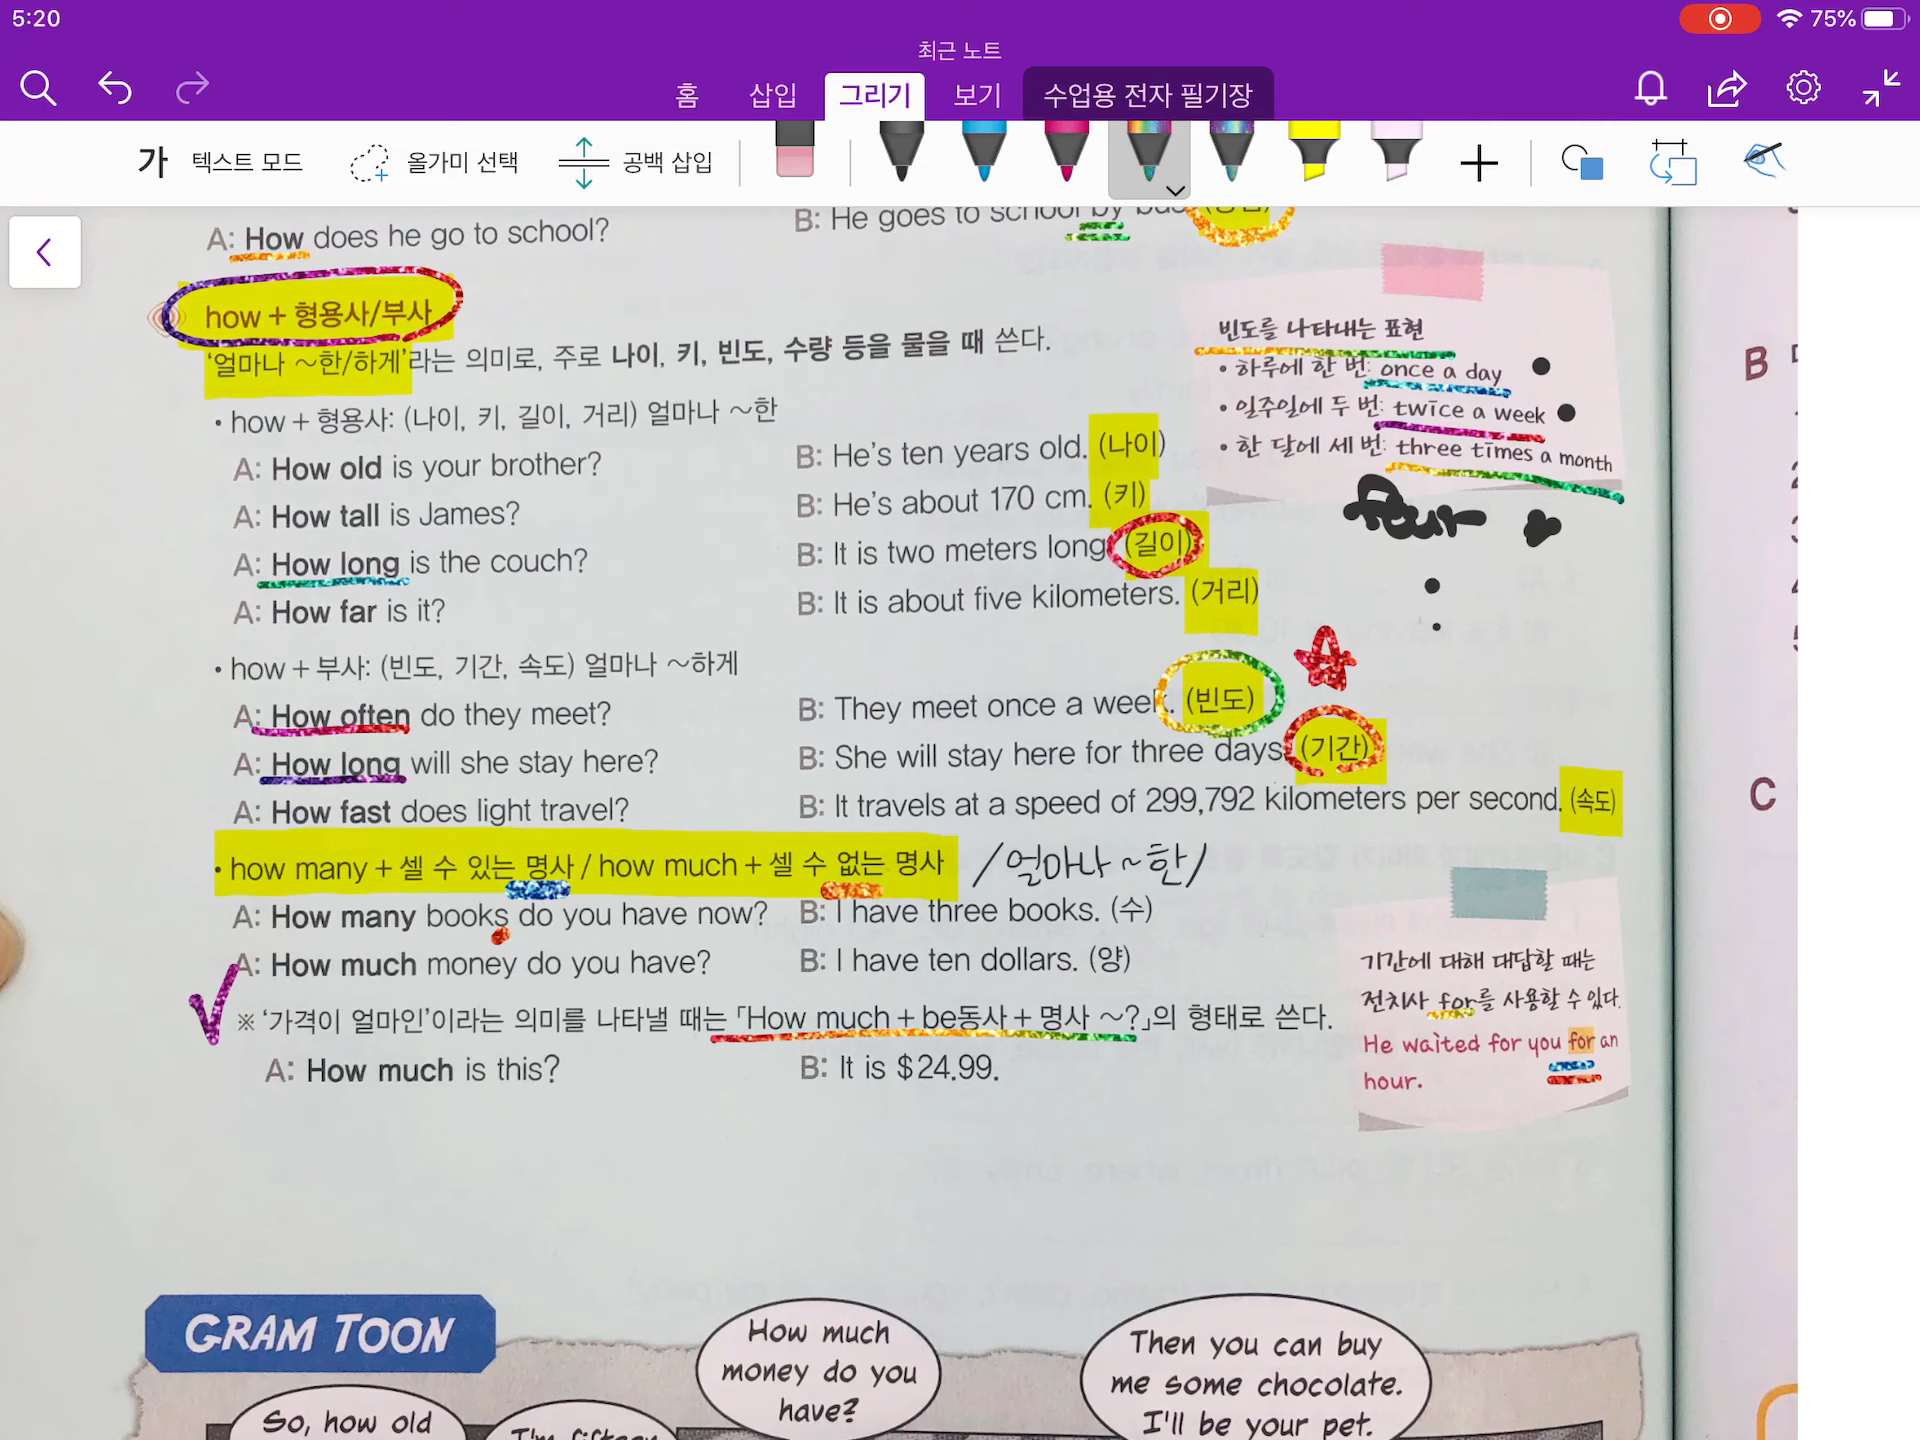 5:20
75%
최근 노트
홈 삽입 그리기 보기 수업용 전자 필기장
가 텍스트 모드 올가미 선택 공백 삽입
A: How does he go to school? B: He goes to school by bus.
how + 형용사/부사
‘얼마나 ~한/하게’라는 의미로, 주로 나이, 키, 빈도, 수량 등을 물을 때 쓴다.
• how + 형용사: (나이, 키, 길이, 거리) 얼마나 ~한
A: How old is your brother? B: He's ten years old. (나이)
A: How tall is James? B: He's about 170 cm. (키)
A: How long is the couch? B: It is two meters long. (길이)
A: How far is it? B: It is about five kilometers. (거리)
• how + 부사: (빈도, 기간, 속도) 얼마나 ~하게
A: How often do they meet? B: They meet once a week. (빈도)
A: How long will she stay here? B: She will stay here for three days. (기간)
A: How fast does light travel? B: It travels at a speed of 299,792 kilometers per second. (속도)
• how many + 셀 수 있는 명사 / how much + 셀 수 없는 명사 /얼마나 ~한/
A: How many books do you have now? B: I have three books. (수)
A: How much money do you have? B: I have ten dollars. (양)
※ ‘가격이 얼마인’이라는 의미를 나타낼 때는 「How much + be동사 + 명사 ~?」의 형태로 쓴다.
A: How much is this? B: It is $24.99.
빈도를 나타내는 표현
• 하루에 한 번: once a day
• 일주일에 두 번: twice a week
• 한 달에 세 번: three times a month
기간에 대해 대답할 때는
전치사 for를 사용할 수 있다.
He waited for you for an
hour.
B
C
GRAM TOON
So, how old
I'm fifteen
How much
money do you
have?
Then you can buy
me some chocolate.
I'll be your pet.